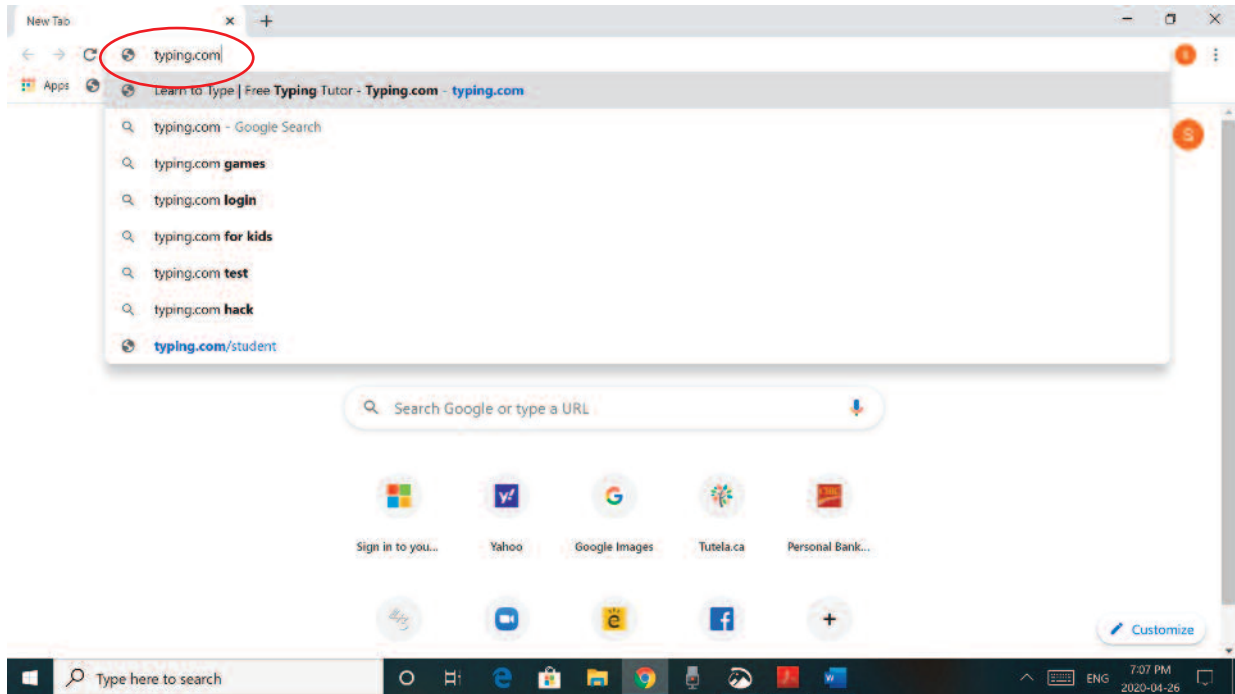 New Tab
typing.com
Apps
Learn to Type | Free Typing Tutor - Typing.com - typing.com
typing.com - Google Search
typing.com games
typing.com login
typing.com for kids
typing.com test
typing.com hack
typing.com/student
S
Search Google or type a URL
Sign in to you...
Yahoo
Google Images
Tutela.ca
Personal Bank...
Customize
Type here to search
ENG
7:07 PM
2020-04-26